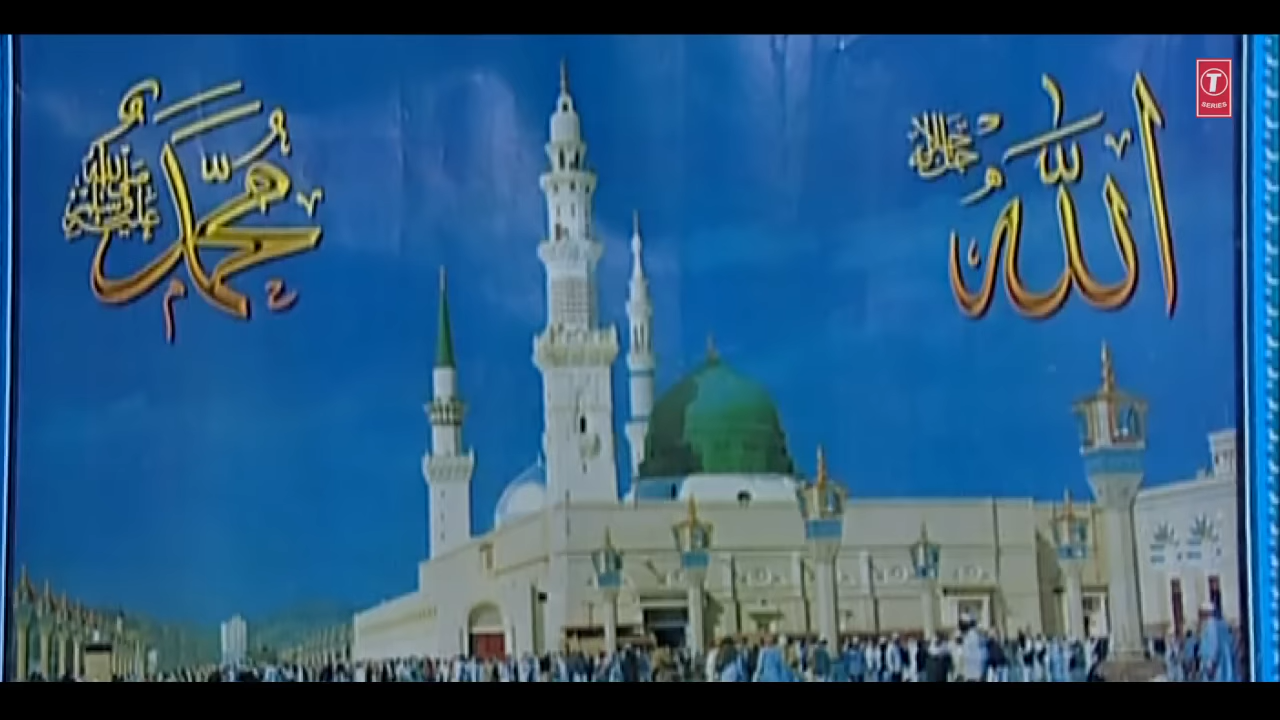 الله
جل جلاله
محمد
صلى الله عليه وسلم
T
SERIES